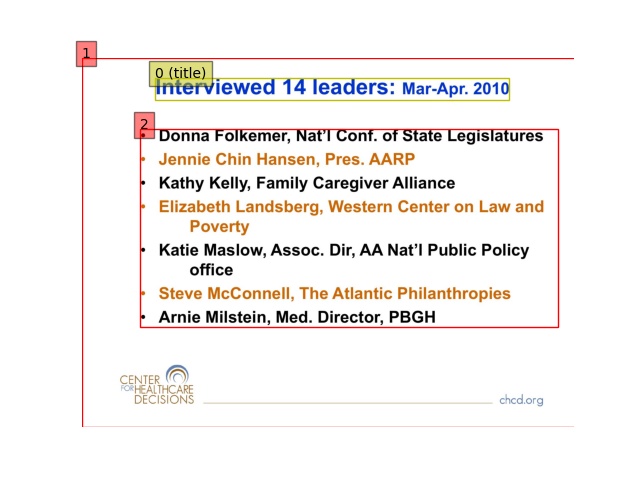 1
0 (title)
Interviewed 14 leaders: Mar-Apr. 2010
2
• Donna Folkemer, Nat’l Conf. of State Legislatures
• Jennie Chin Hansen, Pres. AARP
• Kathy Kelly, Family Caregiver Alliance
• Elizabeth Landsberg, Western Center on Law and
Poverty
• Katie Maslow, Assoc. Dir, AA Nat’l Public Policy
office
• Steve McConnell, The Atlantic Philanthropies
• Arnie Milstein, Med. Director, PBGH
CENTER
FOR HEALTHCARE
DECISIONS
chcd.org